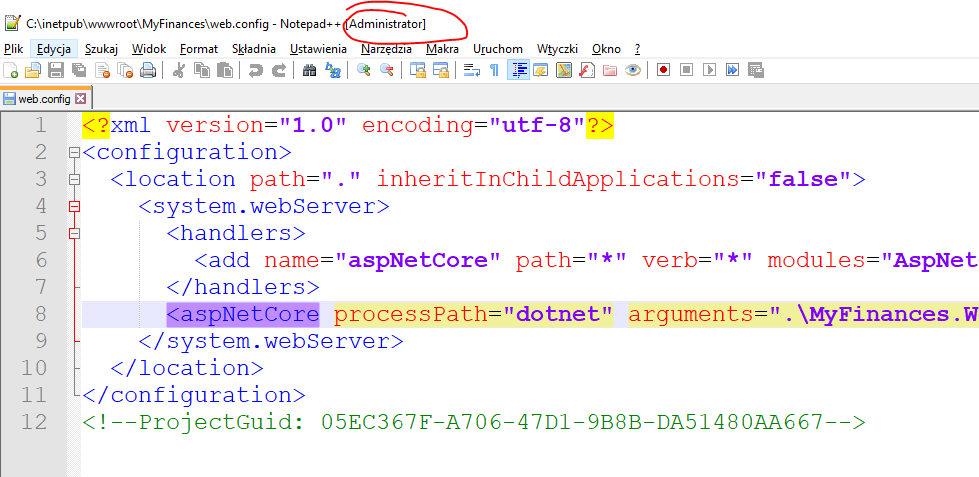 C:\inetpub\wwwroot\MyFinances\web.config - Notepad++ [Administrator]
Plik Edycja Szukaj Widok Format Składnia Ustawienia Narzędzia Makra Uruchom Wtyczki Okno ?
web.config
1 <?xml version="1.0" encoding="utf-8"?>
2 <configuration>
3 <location path="." inheritInChildApplications="false">
4 <system.webServer>
5 <handlers>
6 <add name="aspNetCore" path="*" verb="*" modules="AspNet
7 </handlers>
8 <aspNetCore processPath="dotnet" arguments=".\MyFinances.W
9 </system.webServer>
10 </location>
11 </configuration>
12 <!--ProjectGuid: 05EC367F-A706-47D1-9B8B-DA51480AA667-->